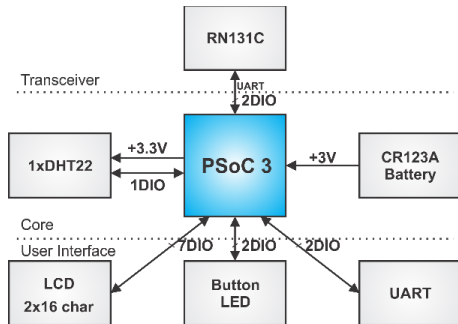 RN131C
Transceiver
UART
2DIO
1xDHT22
+3.3V
1DIO
PSoC 3
+3V
CR123A
Battery
Core
User Interface
7DIO
2DIO
2DIO
LCD
2x16 char
Button
LED
UART